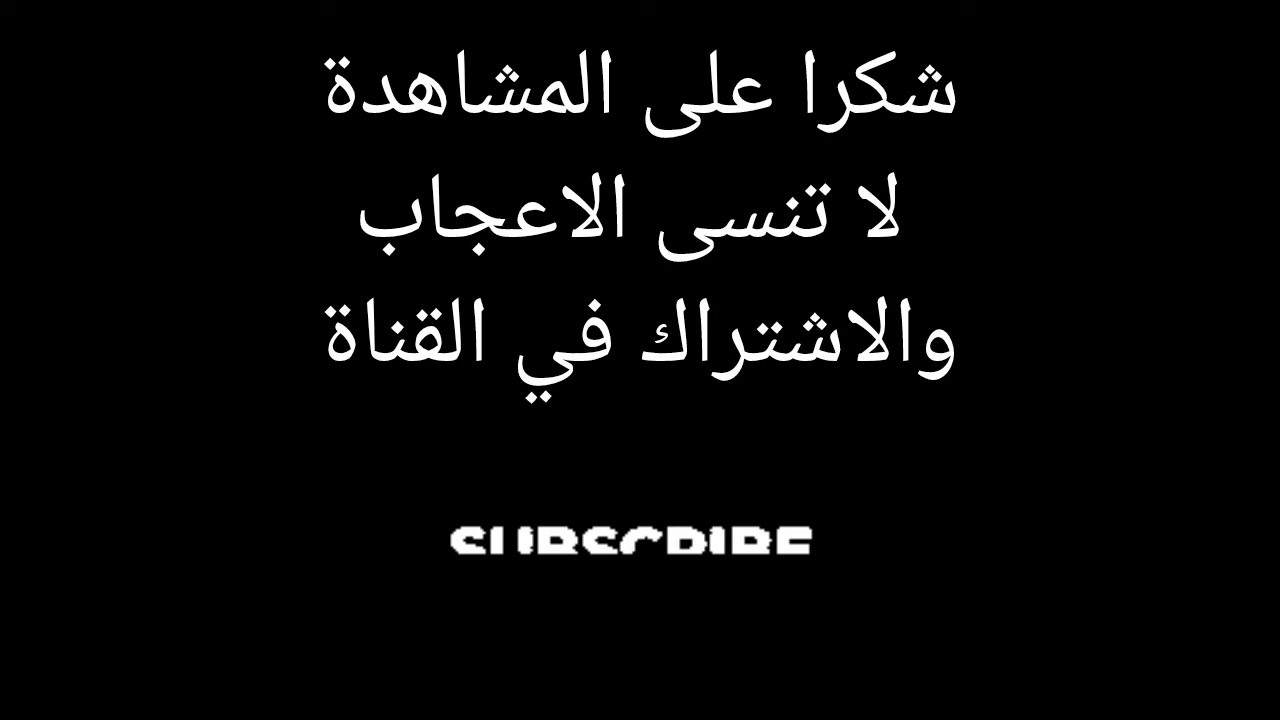 شكرا على المشاهدة
لا تنسى الاعجاب
والاشتراك في القناة
SUBSCRIBE